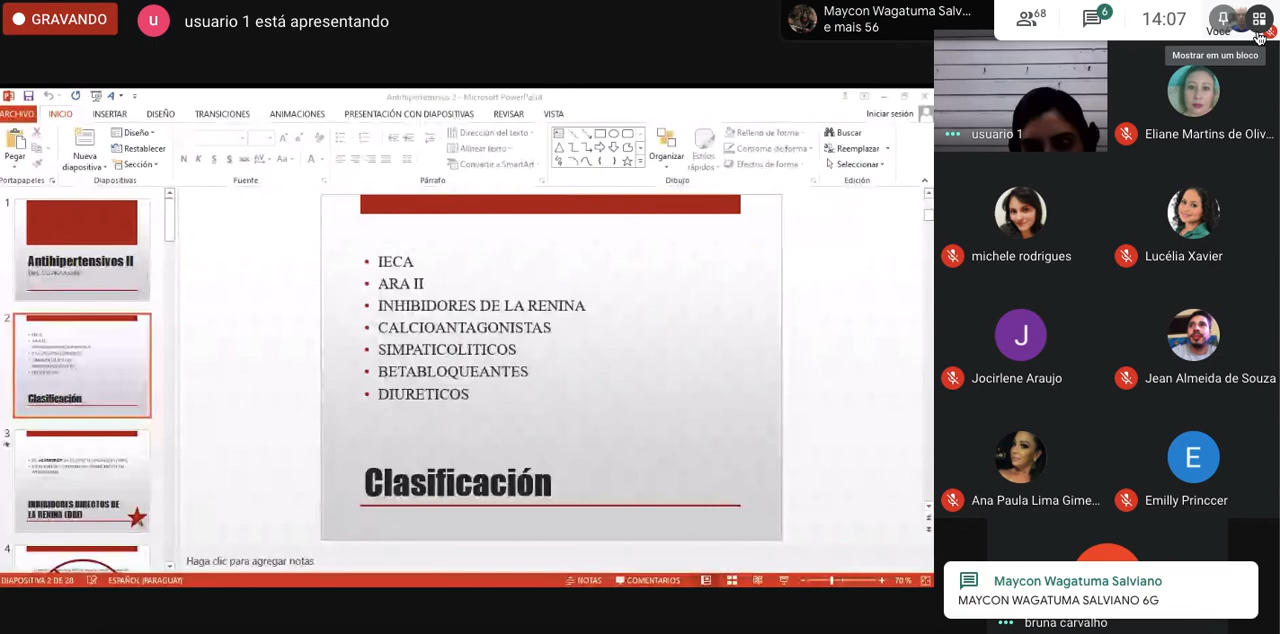 GRAVANDO
u
usuario 1 está apresentando
Maycon Wagatuma Salv...
e mais 56
68
6
14:07
Você
Mostrar em um bloco
Antihipertensivos 2 - Microsoft PowerPoint
ARCHIVO INICIO INSERTAR DISEÑO TRANSICIONES ANIMACIONES PRESENTACIÓN CON DIAPOSITIVAS REVISAR VISTA
Iniciar sesión
Pegar
Nueva diapositiva
Diseño
Restablecer
Sección
N K S S abc AV Aa A
Dirección del texto
Alinear texto
Convertir a SmartArt
Organizar
Estilos rápidos
Relleno de forma
Contorno de forma
Efectos de forma
Buscar
Reemplazar
Seleccionar
Portapapeles
Diapositivas
Fuente
Párrafo
Dibujo
Edición
1
Antihipertensivos II
2
Clasificación
3
INHIBIDORES DIRECTOS DE
LA RENINA (DRI)
4
• IECA
• ARA II
• INHIBIDORES DE LA RENINA
• CALCIOANTAGONISTAS
• SIMPATICOLITICOS
• BETABLOQUEANTES
• DIURETICOS
Clasificación
Haga clic para agregar notas
DIAPOSITIVA 2 DE 28 ESPAÑOL (PARAGUAY)
NOTAS COMENTARIOS 70 %
usuario 1
Eliane Martins de Oliv...
michele rodrigues
Lucélia Xavier
J
Jocirlene Araujo
Jean Almeida de Souza
Ana Paula Lima Gime...
E
Emilly Princcer
Maycon Wagatuma Salviano
MAYCON WAGATUMA SALVIANO 6G
bruna carvalho